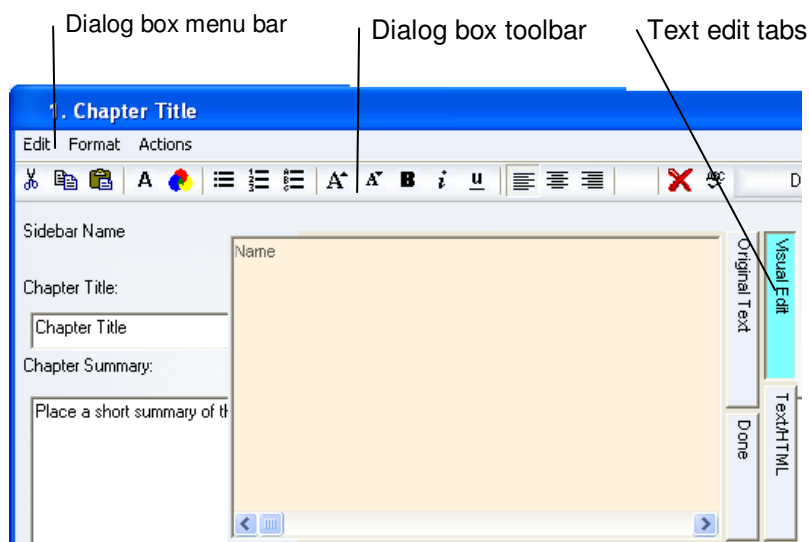 Dialog box menu bar
Dialog box toolbar
Text edit tabs
1. Chapter Title
Edit Format Actions
A A A B i u ABC D
Sidebar Name
Name
Original Text
Visual Edit
Chapter Title:
Chapter Title
Chapter Summary:
Place a short summary of th
Done
Text/HTML